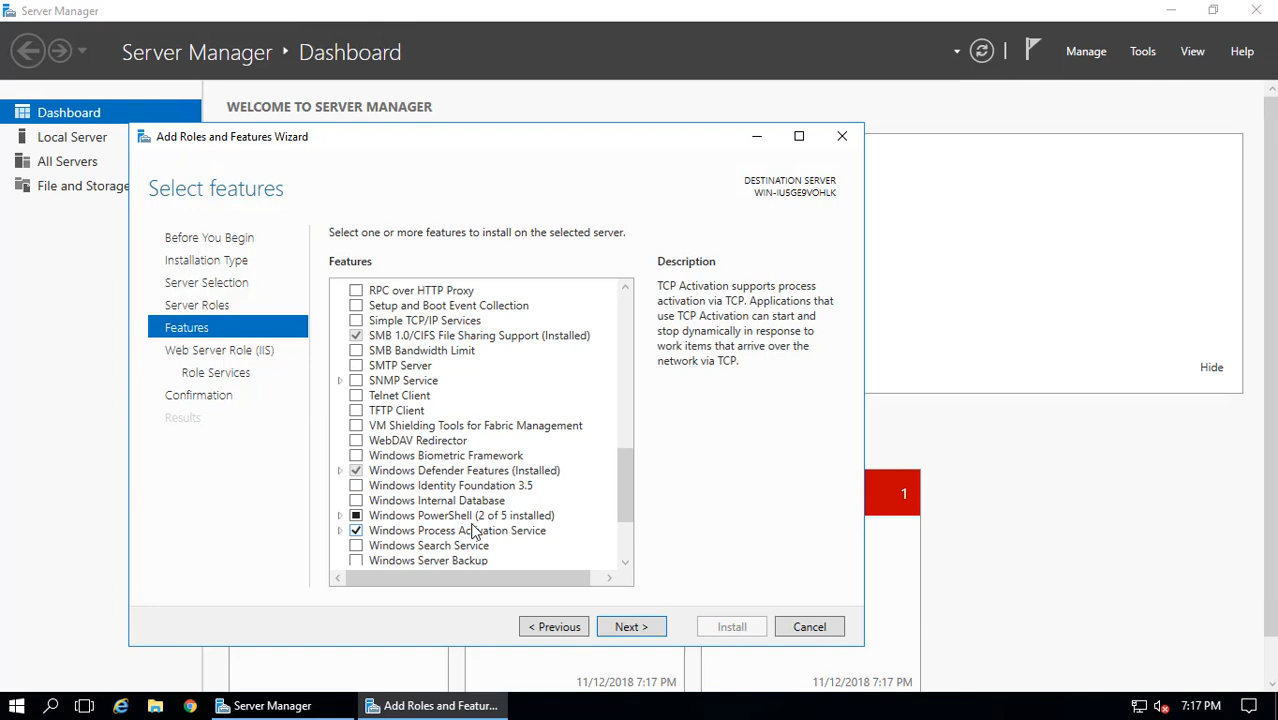 Server Manager
Server Manager ‣ Dashboard
Manage
Tools
View
Help
Dashboard
Local Server
All Servers
File and Storage
WELCOME TO SERVER MANAGER
Add Roles and Features Wizard
Select features
DESTINATION SERVER
WIN-IU5GE9VOHLK
Before You Begin
Installation Type
Server Selection
Server Roles
Features
Web Server Role (IIS)
Role Services
Confirmation
Results
Select one or more features to install on the selected server.
Features
RPC over HTTP Proxy
Setup and Boot Event Collection
Simple TCP/IP Services
SMB 1.0/CIFS File Sharing Support (Installed)
SMB Bandwidth Limit
SMTP Server
SNMP Service
Telnet Client
TFTP Client
VM Shielding Tools for Fabric Management
WebDAV Redirector
Windows Biometric Framework
Windows Defender Features (Installed)
Windows Identity Foundation 3.5
Windows Internal Database
Windows PowerShell (2 of 5 installed)
Windows Process Activation Service
Windows Search Service
Windows Server Backup
Description
TCP Activation supports process
activation via TCP. Applications that
use TCP Activation can start and
stop dynamically in response to
work items that arrive over the
network via TCP.
Hide
1
< Previous
Next >
Install
Cancel
11/12/2018 7:17 PM
11/12/2018 7:17 PM
Server Manager
Add Roles and Featur...
7:17 PM